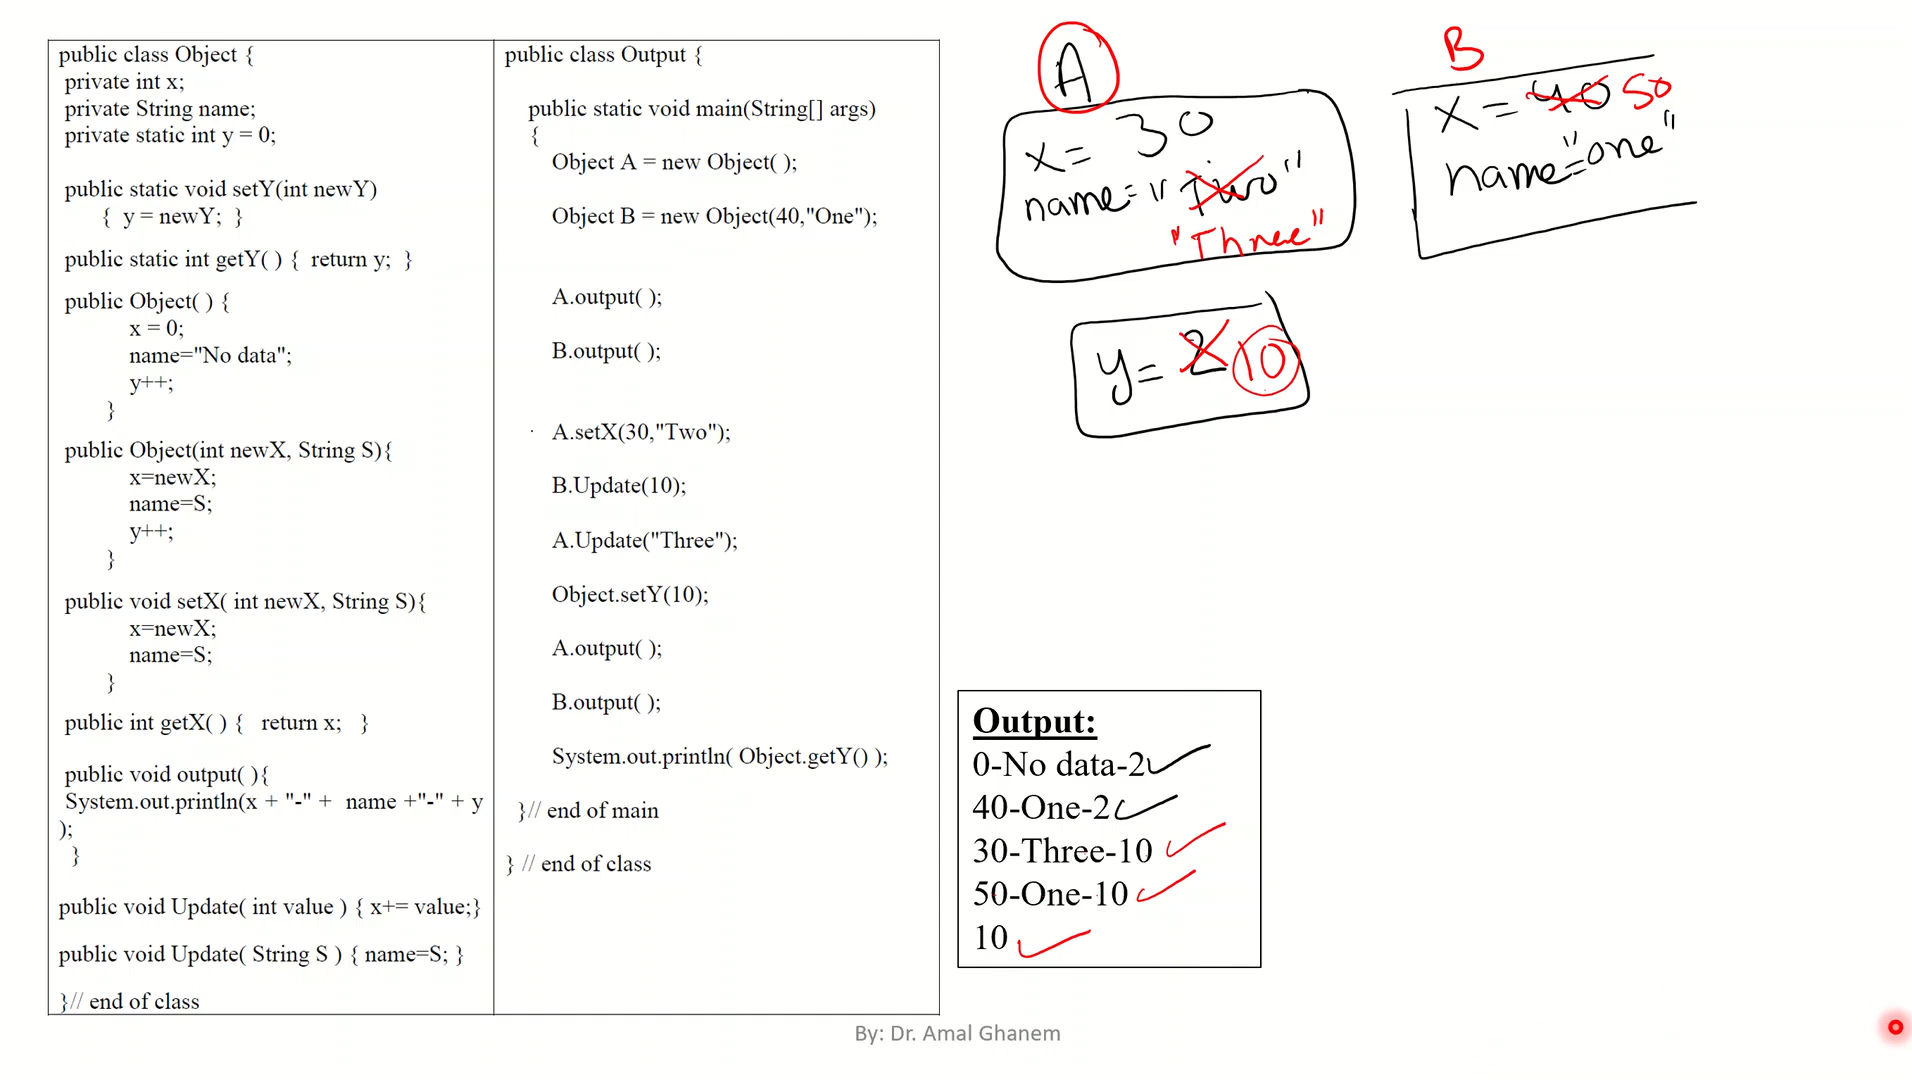 public class Object {
private int x;
private String name;
private static int y = 0;
public static void setY(int newY)
{ y = newY; }
public static int getY( ) { return y; }
public Object( ) {
x = 0;
name="No data";
y++;
}
public Object(int newX, String S){
x=newX;
name=S;
y++;
}
public void setX( int newX, String S){
x=newX;
name=S;
}
public int getX( ) { return x; }
public void output( ){
System.out.println(x + "-" + name +"-" + y
);
}
public void Update( int value ) { x+= value;}
public void Update( String S ) { name=S; }
}// end of class
public class Output {
public static void main(String[] args)
{
Object A = new Object( );
Object B = new Object(40,"One");
A.output( );
B.output( );
A.setX(30,"Two");
B.Update(10);
A.Update("Three");
Object.setY(10);
A.output( );
B.output( );
System.out.println( Object.getY() );
}// end of main
} // end of class
A
x = 30
name= "Two"
"Three"
B
x = 40 50
name="one"
y= 2 10
Output:
0-No data-2
40-One-2
30-Three-10
50-One-10
10
By: Dr. Amal Ghanem